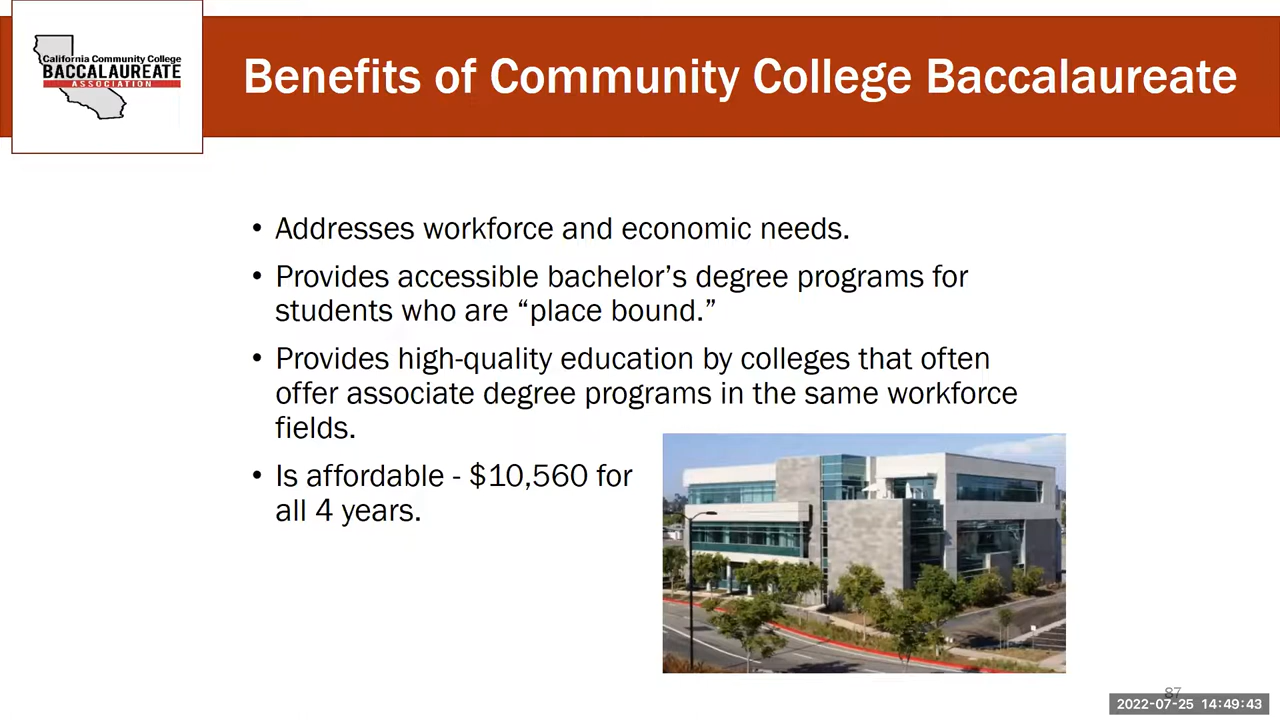 California Community College
BACCALAUREATE
ASSOCIATION
Benefits of Community College Baccalaureate
• Addresses workforce and economic needs.
• Provides accessible bachelor’s degree programs for
students who are “place bound.”
• Provides high-quality education by colleges that often
offer associate degree programs in the same workforce
fields.
• Is affordable - $10,560 for
all 4 years.
87
2022-07-25 14:49:43